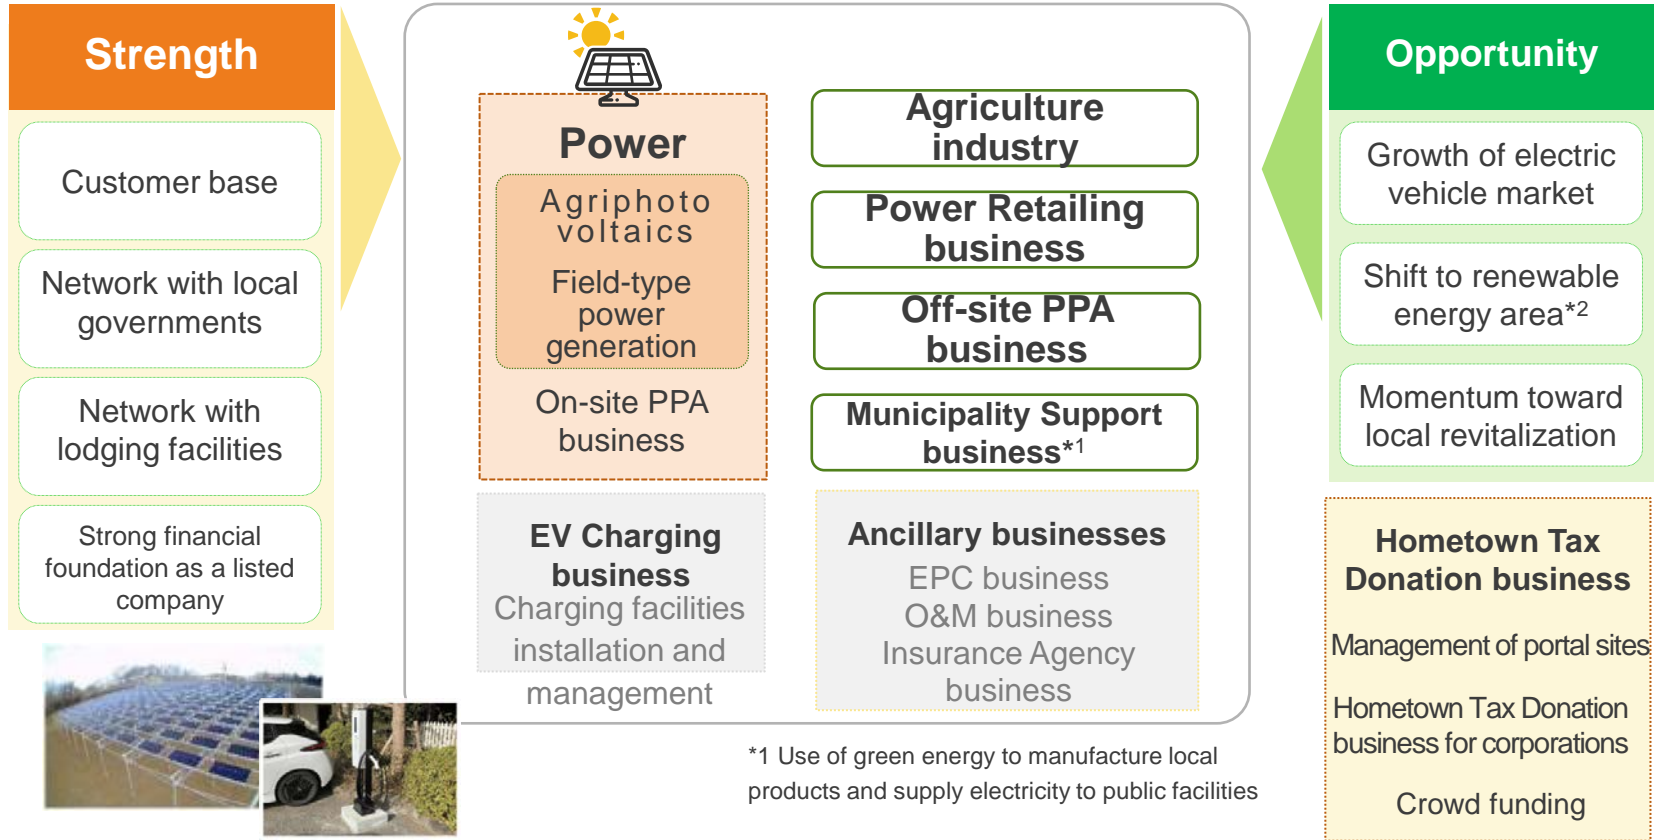 Strength
Customer base
Network with local
governments
Network with
lodging facilities
Strong financial
foundation as a listed
company
Power
Agriphoto
voltaics
Field-type
power
generation
On-site PPA
business
EV Charging
business
Charging facilities
installation and
management
Agriculture
industry
Power Retailing
business
Off-site PPA
business
Municipality Support
business*1
Ancillary businesses
EPC business
O&M business
Insurance Agency
business
*1 Use of green energy to manufacture local
products and supply electricity to public facilities
Opportunity
Growth of electric
vehicle market
Shift to renewable
energy area*2
Momentum toward
local revitalization
Hometown Tax
Donation business
Management of portal sites
Hometown Tax Donation
business for corporations
Crowd funding